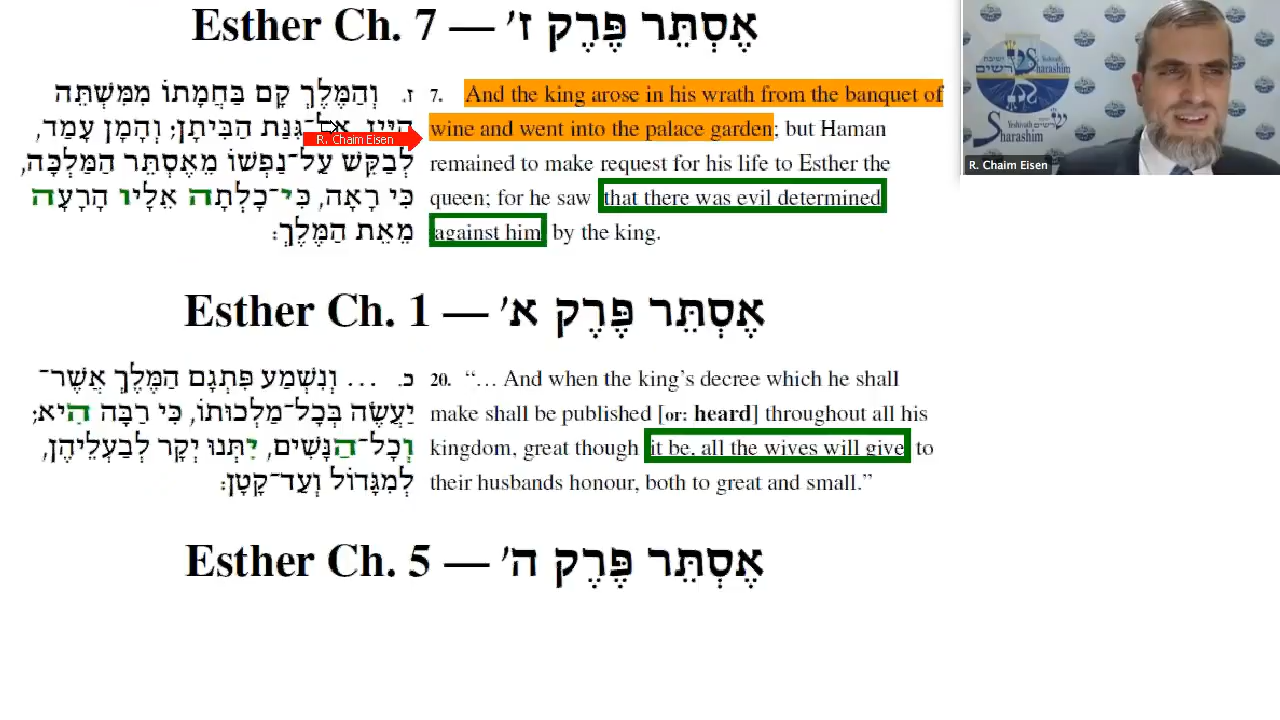 Esther Ch. 7 — אֶסְתֵּר פֶּרֶק ז׳
ז. וְהַמֶּלֶךְ קָם בַּחֲמָתוֹ מִמִּשְׁתֵּה
הַיַּיִן, אֶל־גִּנַּת הַבִּיתָן; וְהָמָן עָמַד,
לְבַקֵּשׁ עַל־נַפְשׁוֹ מֵאֶסְתֵּר הַמַּלְכָּה,
כִּי רָאָה, כִּי־כָלְתָה אֵלָיו הָרָעָה
מֵאֵת הַמֶּלֶךְ׃
7. And the king arose in his wrath from the banquet of
wine and went into the palace garden; but Haman
remained to make request for his life to Esther the
queen; for he saw that there was evil determined
against him by the king.
R. Chaim Eisen
Esther Ch. 1 — אֶסְתֵּר פֶּרֶק א׳
כ. ... וְנִשְׁמַע פִּתְגָם הַמֶּלֶךְ אֲשֶׁר־
יַעֲשֶׂה בְּכָל־מַלְכוּתוֹ, כִּי רַבָּה הִיא;
וְכָל־הַנָּשִׁים, יִתְּנוּ יְקָר לְבַעְלֵיהֶן,
לְמִגָּדוֹל וְעַד־קָטָן׃
20. “... And when the king’s decree which he shall
make shall be published [or: heard] throughout all his
kingdom, great though it be, all the wives will give to
their husbands honour, both to great and small.”
Esther Ch. 5 — אֶסְתֵּר פֶּרֶק ה׳
Yeshivath Sharashim
ישיבת
שרשים
Yeshivath
Sharashim
R. Chaim Eisen